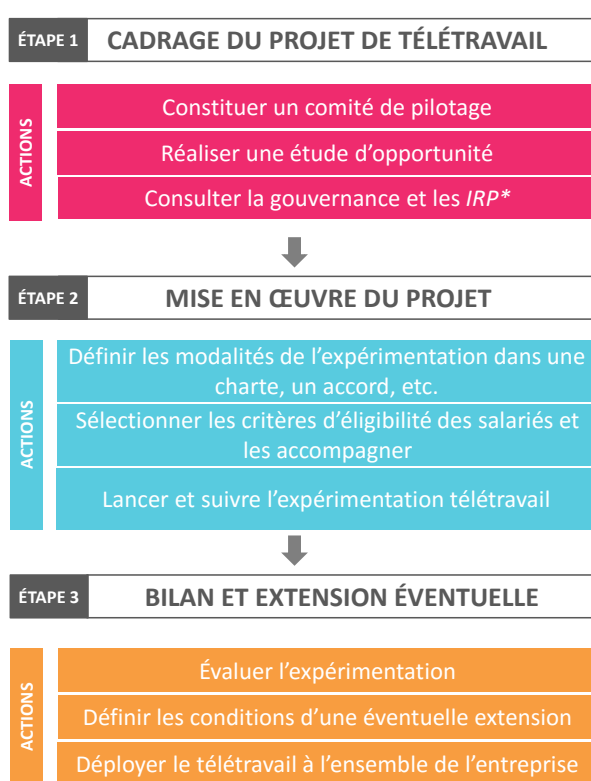 ÉTAPE 1
CADRAGE DU PROJET DE TÉLÉTRAVAIL
ACTIONS
Constituer un comité de pilotage
Réaliser une étude d’opportunité
Consulter la gouvernance et les IRP*
ÉTAPE 2
MISE EN ŒUVRE DU PROJET
ACTIONS
Définir les modalités de l’expérimentation dans une
charte, un accord, etc.
Sélectionner les critères d’éligibilité des salariés et
les accompagner
Lancer et suivre l’expérimentation télétravail
ÉTAPE 3
BILAN ET EXTENSION ÉVENTUELLE
ACTIONS
Évaluer l’expérimentation
Définir les conditions d’une éventuelle extension
Déployer le télétravail à l’ensemble de l’entreprise